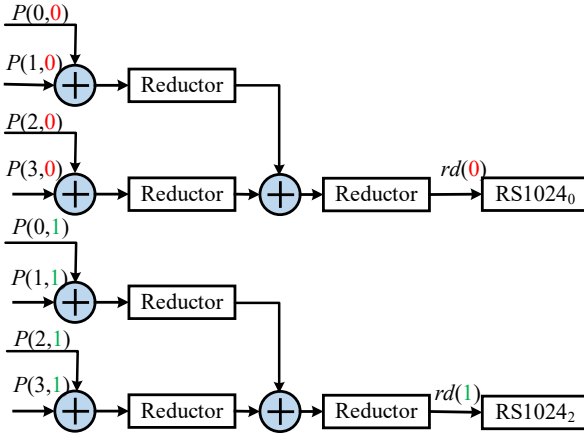 P(0,0)
P(1,0)
Reductor
P(2,0)
P(3,0)
Reductor
Reductor
rd(0)
RS1024₀
P(0,1)
P(1,1)
Reductor
P(2,1)
P(3,1)
Reductor
Reductor
rd(1)
RS1024₂